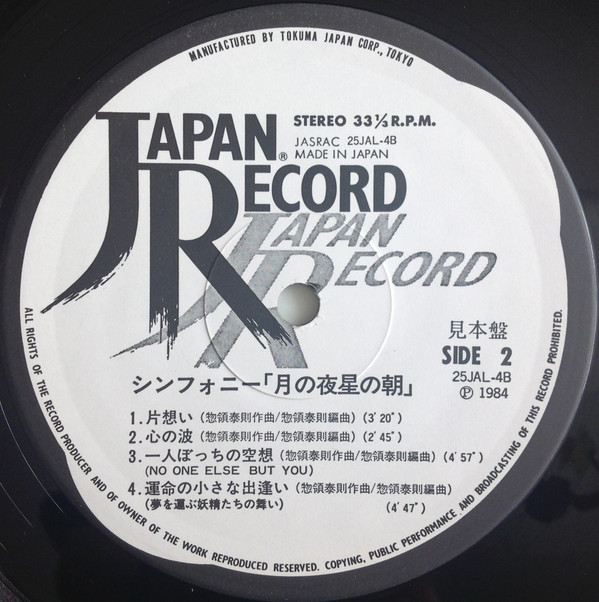 MANUFACTURED BY TOKUMA JAPAN CORP., TOKYO
STEREO 33⅓ R.P.M.
JASRAC 25JAL-4B
MADE IN JAPAN
JAPAN® RECORD
JAPAN RECORD
見本盤
SIDE 2
25JAL-4B
Ⓟ 1984
シンフォニー「月の夜星の朝」
1.片想い (惣領泰則作曲/惣領泰則編曲) (3′20″)
2.心の波 (惣領泰則作曲/惣領泰則編曲) (2′45″)
3.一人ぼっちの空想 (惣領泰則作曲/惣領泰則編曲) (4′57″)
(NO ONE ELSE BUT YOU)
4.運命の小さな出逢い (惣領泰則作曲/惣領泰則編曲)
(夢を運ぶ妖精たちの舞い) (4′47″)
ALL RIGHTS OF THE RECORD PRODUCER AND OF OWNER OF THE WORK REPRODUCED RESERVED. COPYING, PUBLIC PERFORMANCE AND BROADCASTING OF THIS RECORD PROHIBITED.